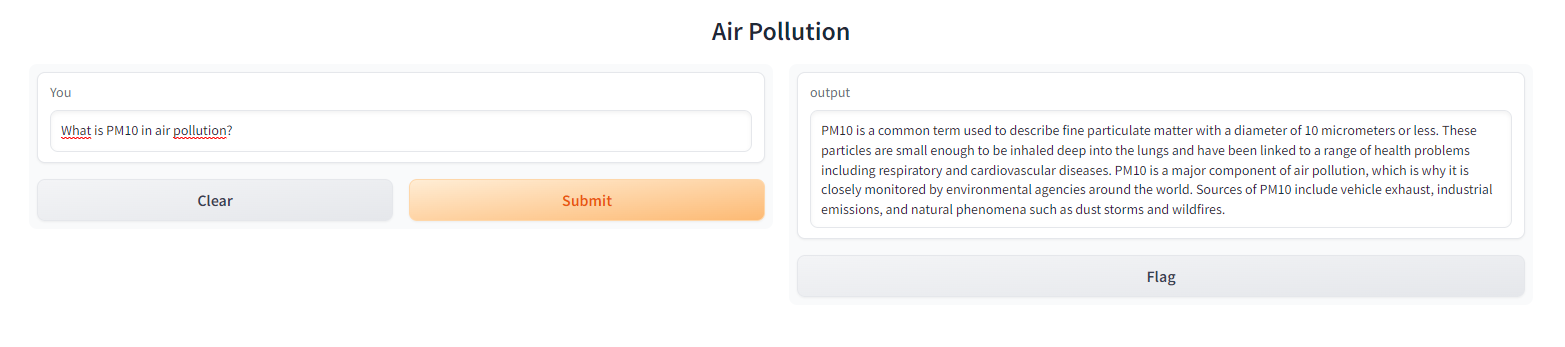 Air Pollution
You
What is PM10 in air pollution?
Clear
Submit
output
PM10 is a common term used to describe fine particulate matter with a diameter of 10 micrometers or less. These
particles are small enough to be inhaled deep into the lungs and have been linked to a range of health problems
including respiratory and cardiovascular diseases. PM10 is a major component of air pollution, which is why it is
closely monitored by environmental agencies around the world. Sources of PM10 include vehicle exhaust, industrial
emissions, and natural phenomena such as dust storms and wildfires.
Flag